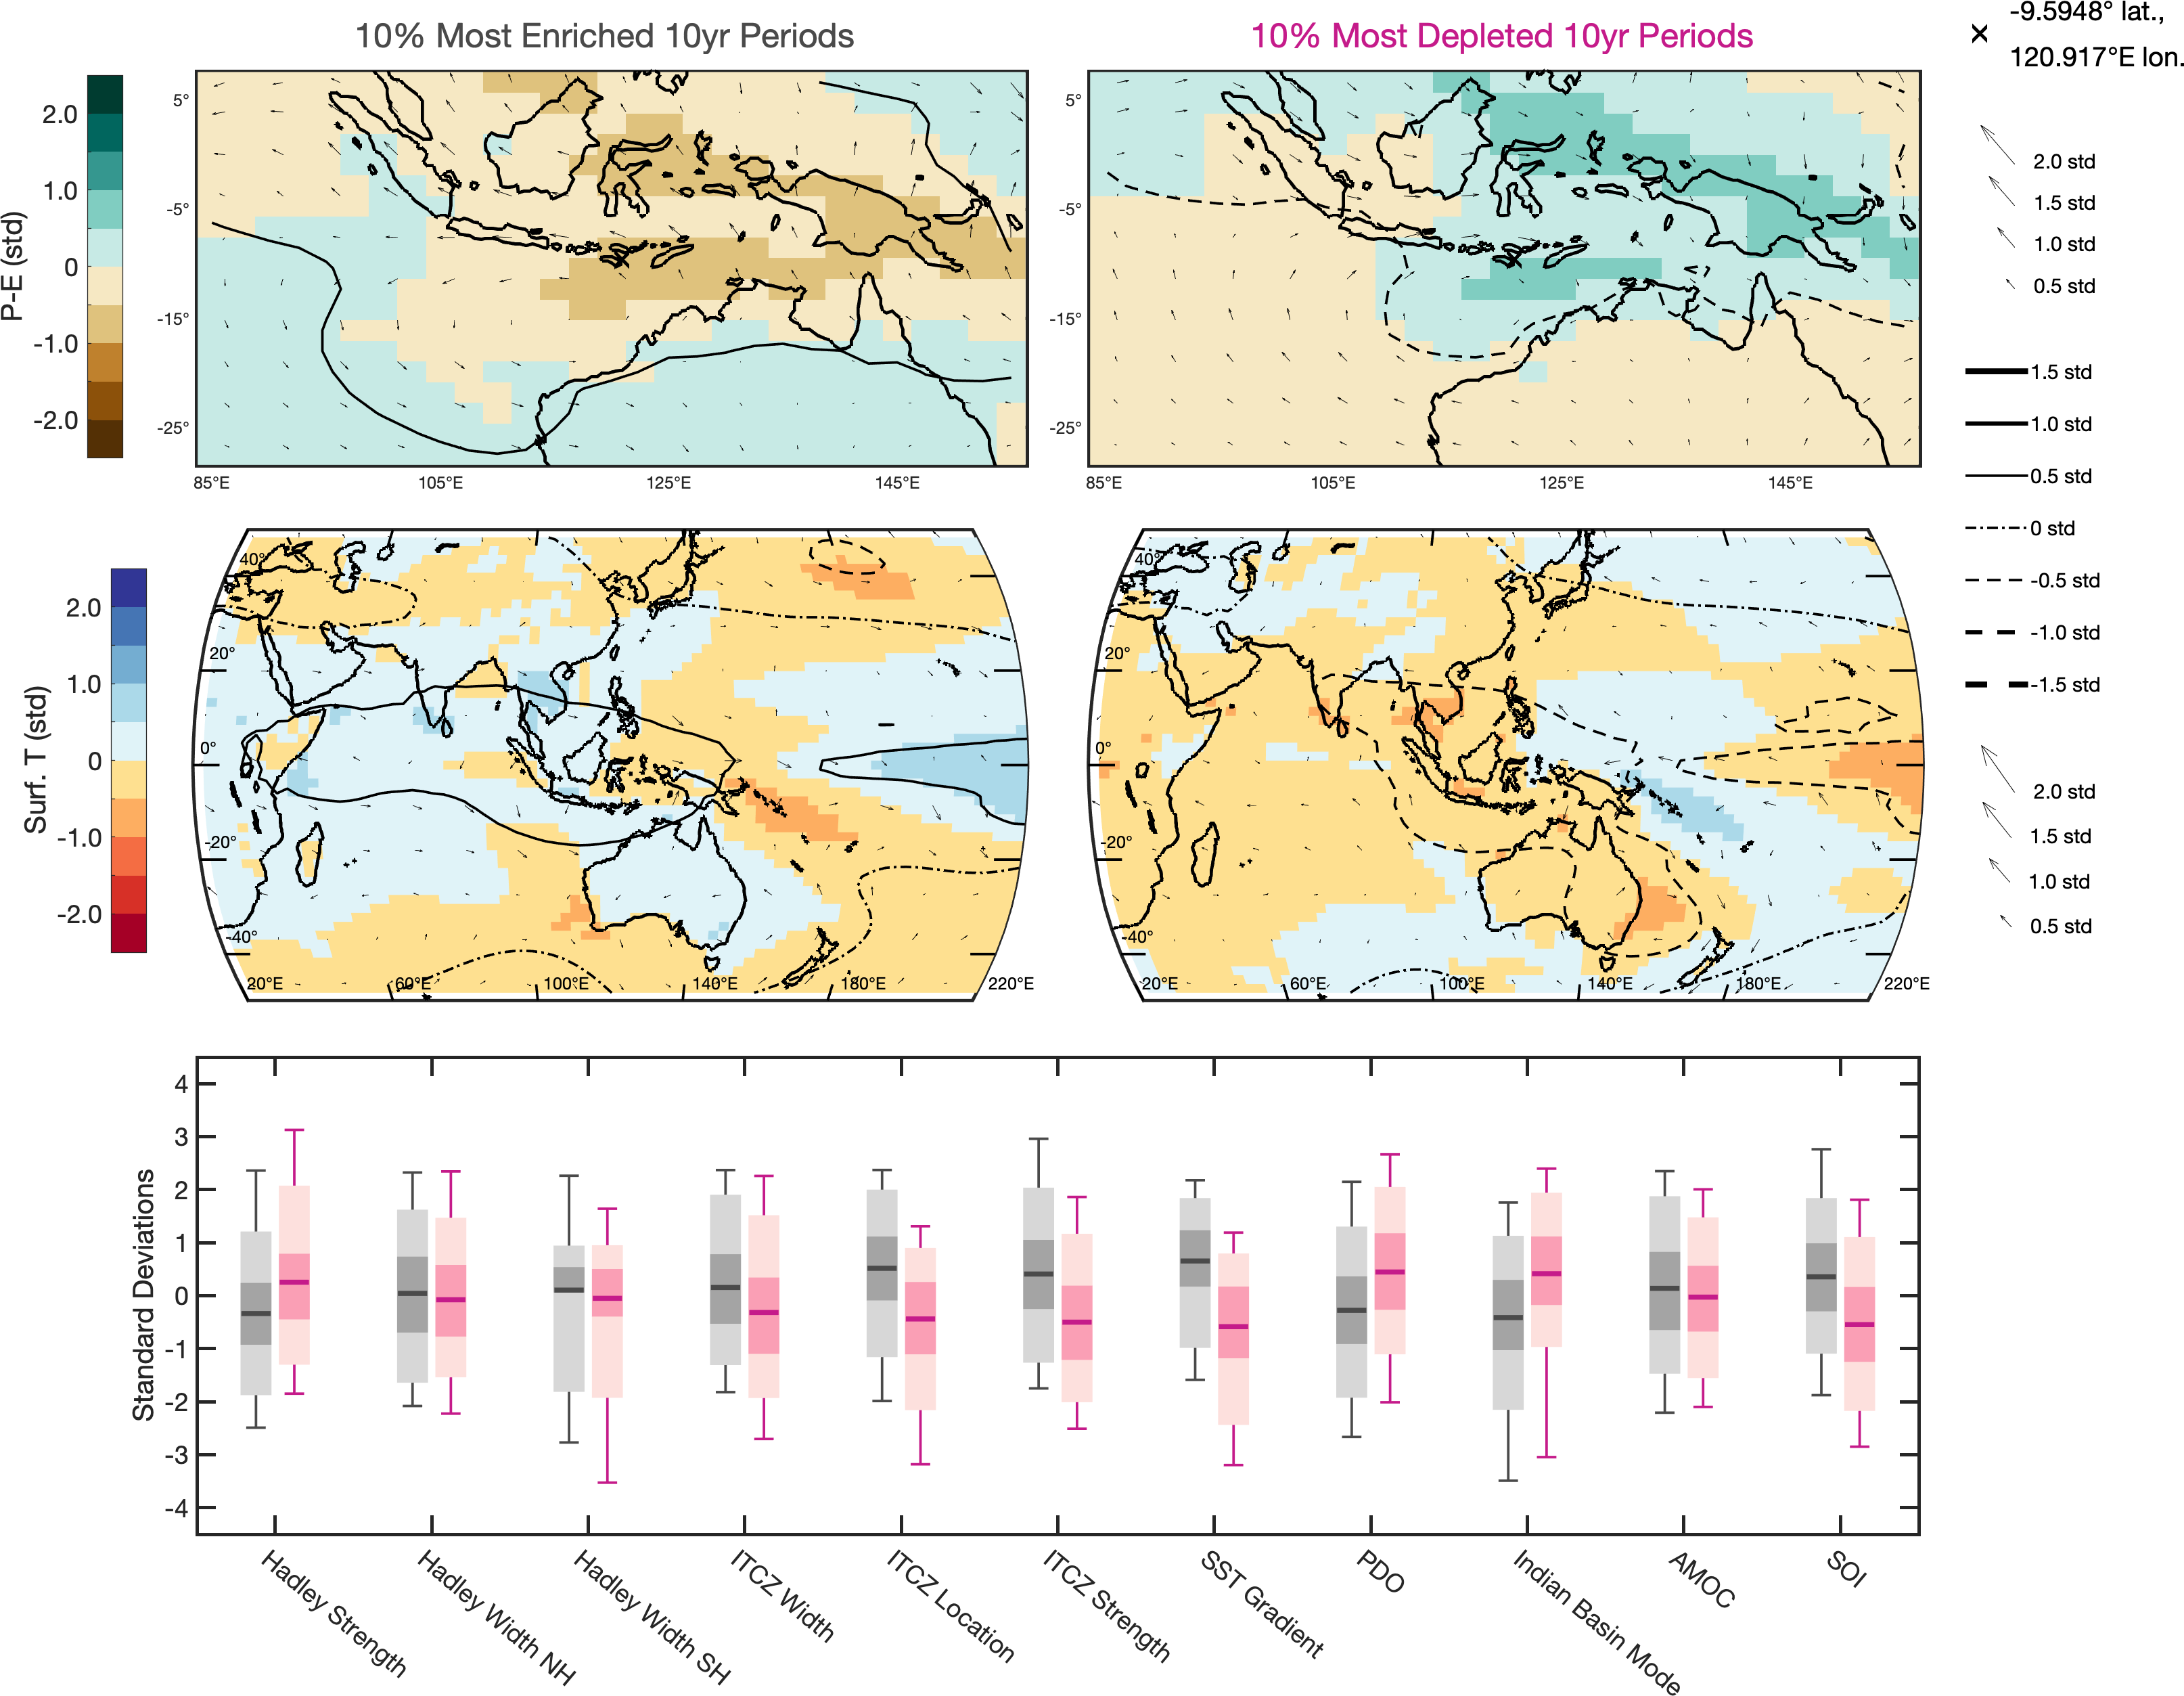 10% Most Enriched 10yr Periods
10% Most Depleted 10yr Periods
-9.5948° lat.,
120.917°E lon.
P-E (std)
2.0
1.0
0
-1.0
-2.0
5°
-5°
-15°
-25°
85°E
105°E
125°E
145°E
5°
-5°
-15°
-25°
85°E
105°E
125°E
145°E
2.0 std
1.5 std
1.0 std
0.5 std
1.5 std
1.0 std
0.5 std
0 std
-0.5 std
-1.0 std
-1.5 std
Surf. T (std)
2.0
1.0
0
-1.0
-2.0
40°
20°
0°
-20°
-40°
20°E
60°E
100°E
140°E
180°E
220°E
40°
20°
0°
-20°
-40°
20°E
60°E
100°E
140°E
180°E
220°E
2.0 std
1.5 std
1.0 std
0.5 std
Standard Deviations
4
3
2
1
0
-1
-2
-3
-4
Hadley Strength
Hadley Width NH
Hadley Width SH
ITCZ Width
ITCZ Location
ITCZ Strength
SST Gradient
PDO
Indian Basin Mode
AMOC
SOI